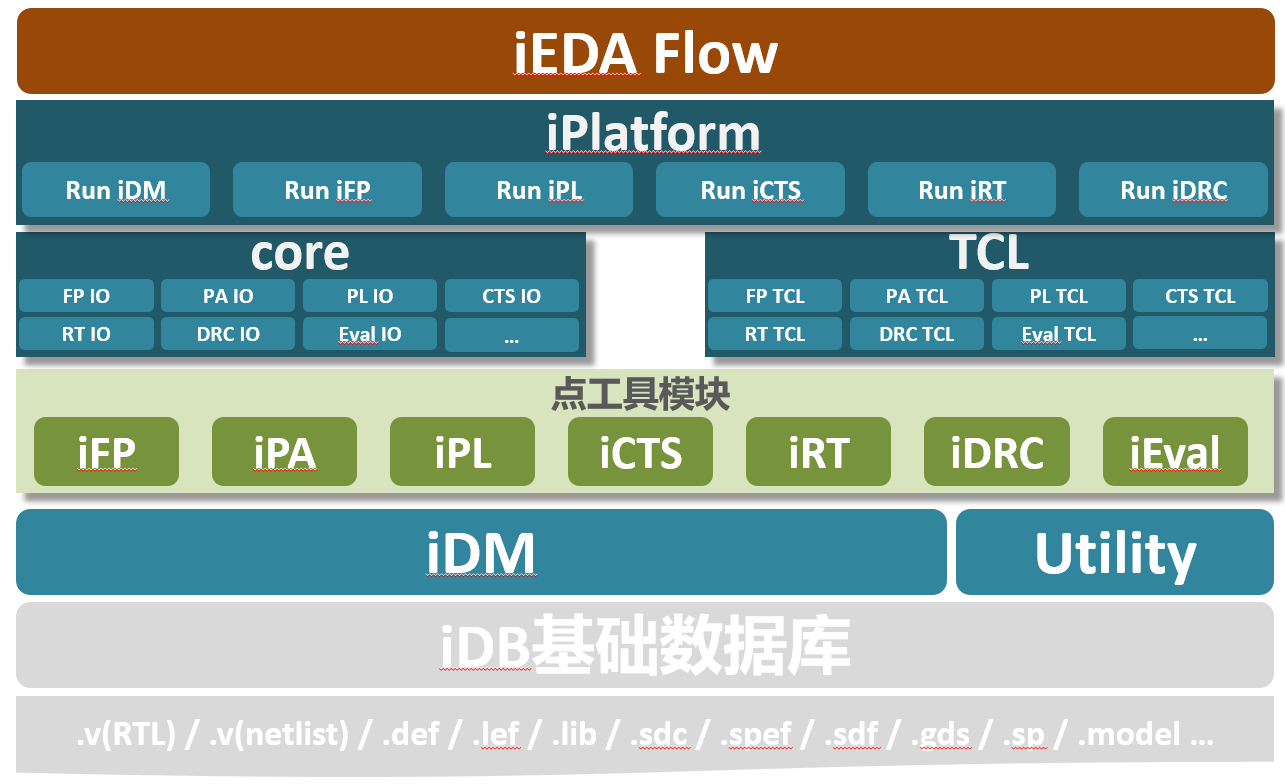 iEDA Flow
iPlatform
Run iDM
Run iFP
Run iPL
Run iCTS
Run iRT
Run iDRC
core
FP IO
PA IO
PL IO
CTS IO
RT IO
DRC IO
Eval IO
...
TCL
FP TCL
PA TCL
PL TCL
CTS TCL
RT TCL
DRC TCL
Eval TCL
...
点工具模块
iFP
iPA
iPL
iCTS
iRT
iDRC
iEval
iDM
Utility
iDB基础数据库
.v(RTL) / .v(netlist) / .def / .lef / .lib / .sdc / .spef / .sdf / .gds / .sp / .model ...